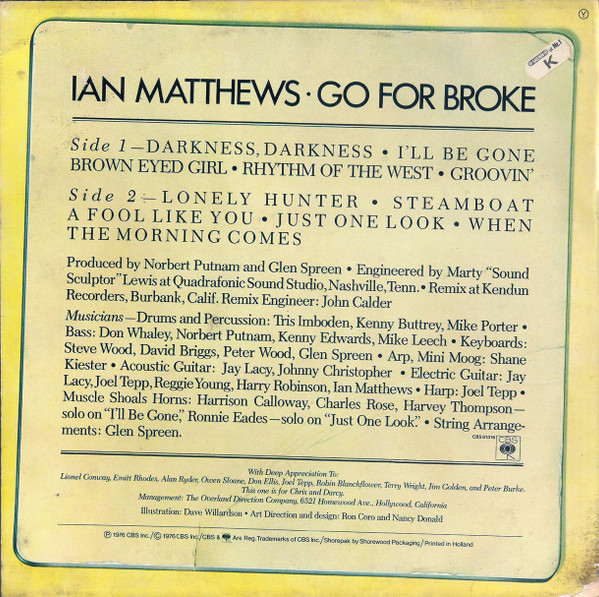 Y
No.1
K
IAN MATTHEWS · GO FOR BROKE
Side 1—DARKNESS, DARKNESS • I'LL BE GONE
BROWN EYED GIRL • RHYTHM OF THE WEST • GROOVIN'
Side 2—LONELY HUNTER • STEAMBOAT
A FOOL LIKE YOU • JUST ONE LOOK • WHEN
THE MORNING COMES
Produced by Norbert Putnam and Glen Spreen • Engineered by Marty “Sound
Sculptor” Lewis at Quadrafonic Sound Studio, Nashville, Tenn. • Remix at Kendun
Recorders, Burbank, Calif. Remix Engineer: John Calder
Musicians—Drums and Percussion: Tris Imboden, Kenny Buttrey, Mike Porter •
Bass: Don Whaley, Norbert Putnam, Kenny Edwards, Mike Leech • Keyboards:
Steve Wood, David Briggs, Peter Wood, Glen Spreen • Arp, Mini Moog: Shane
Kiester • Acoustic Guitar: Jay Lacy, Johnny Christopher • Electric Guitar: Jay
Lacy, Joel Tepp, Reggie Young, Harry Robinson, Ian Matthews • Harp: Joel Tepp •
Muscle Shoals Horns: Harrison Calloway, Charles Rose, Harvey Thompson—
solo on “I'll Be Gone,” Ronnie Eades—solo on “Just One Look.” • String Arrange-
ments: Glen Spreen.
CBS 81316
CBS
With Deep Appreciation To:
Lionel Conway, Emitt Rhodes, Alan Ryder, Owen Sloane, Don Ellis, Joel Tepp, Robin Blanchflower, Terry Wright, Jim Golden, and Peter Burke.
This one is for Chris and Darcy.
Management: The Overland Direction Company, 6521 Homewood Ave., Hollywood, California
Illustration: Dave Willardson • Art Direction and design: Ron Coro and Nancy Donald
℗ 1976 CBS Inc./© 1976 CBS Inc./CBS & Are Reg. Trademarks of CBS Inc./Shorepak by Shorewood Packaging/Printed in Holland